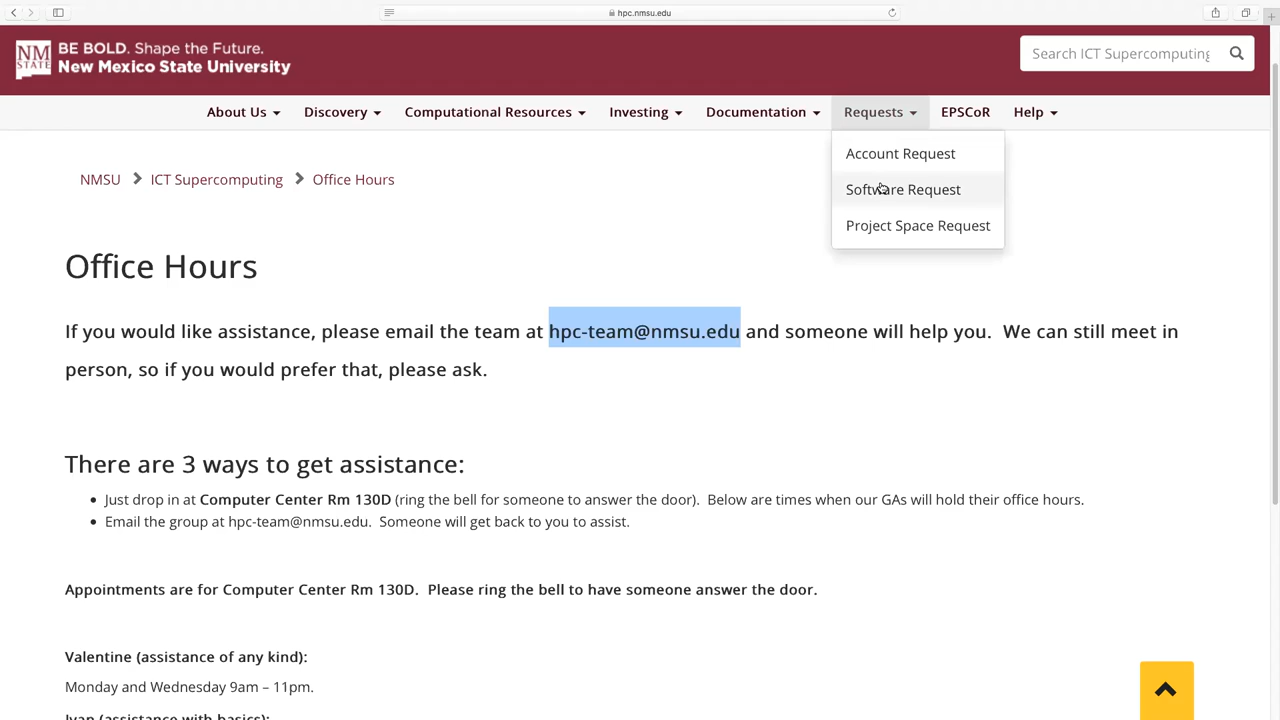 hpc.nmsu.edu
NM
STATE
BE BOLD. Shape the Future.
New Mexico State University
Search ICT Supercomputing
About Us
Discovery
Computational Resources
Investing
Documentation
Requests
EPSCoR
Help
Account Request
Software Request
Project Space Request
NMSU
ICT Supercomputing
Office Hours
Office Hours
If you would like assistance, please email the team at hpc-team@nmsu.edu and someone will help you. We can still meet in
person, so if you would prefer that, please ask.
There are 3 ways to get assistance:
Just drop in at Computer Center Rm 130D (ring the bell for someone to answer the door). Below are times when our GAs will hold their office hours.
Email the group at hpc-team@nmsu.edu. Someone will get back to you to assist.
Appointments are for Computer Center Rm 130D. Please ring the bell to have someone answer the door.
Valentine (assistance of any kind):
Monday and Wednesday 9am – 11pm.
Ivan (assistance with basics):